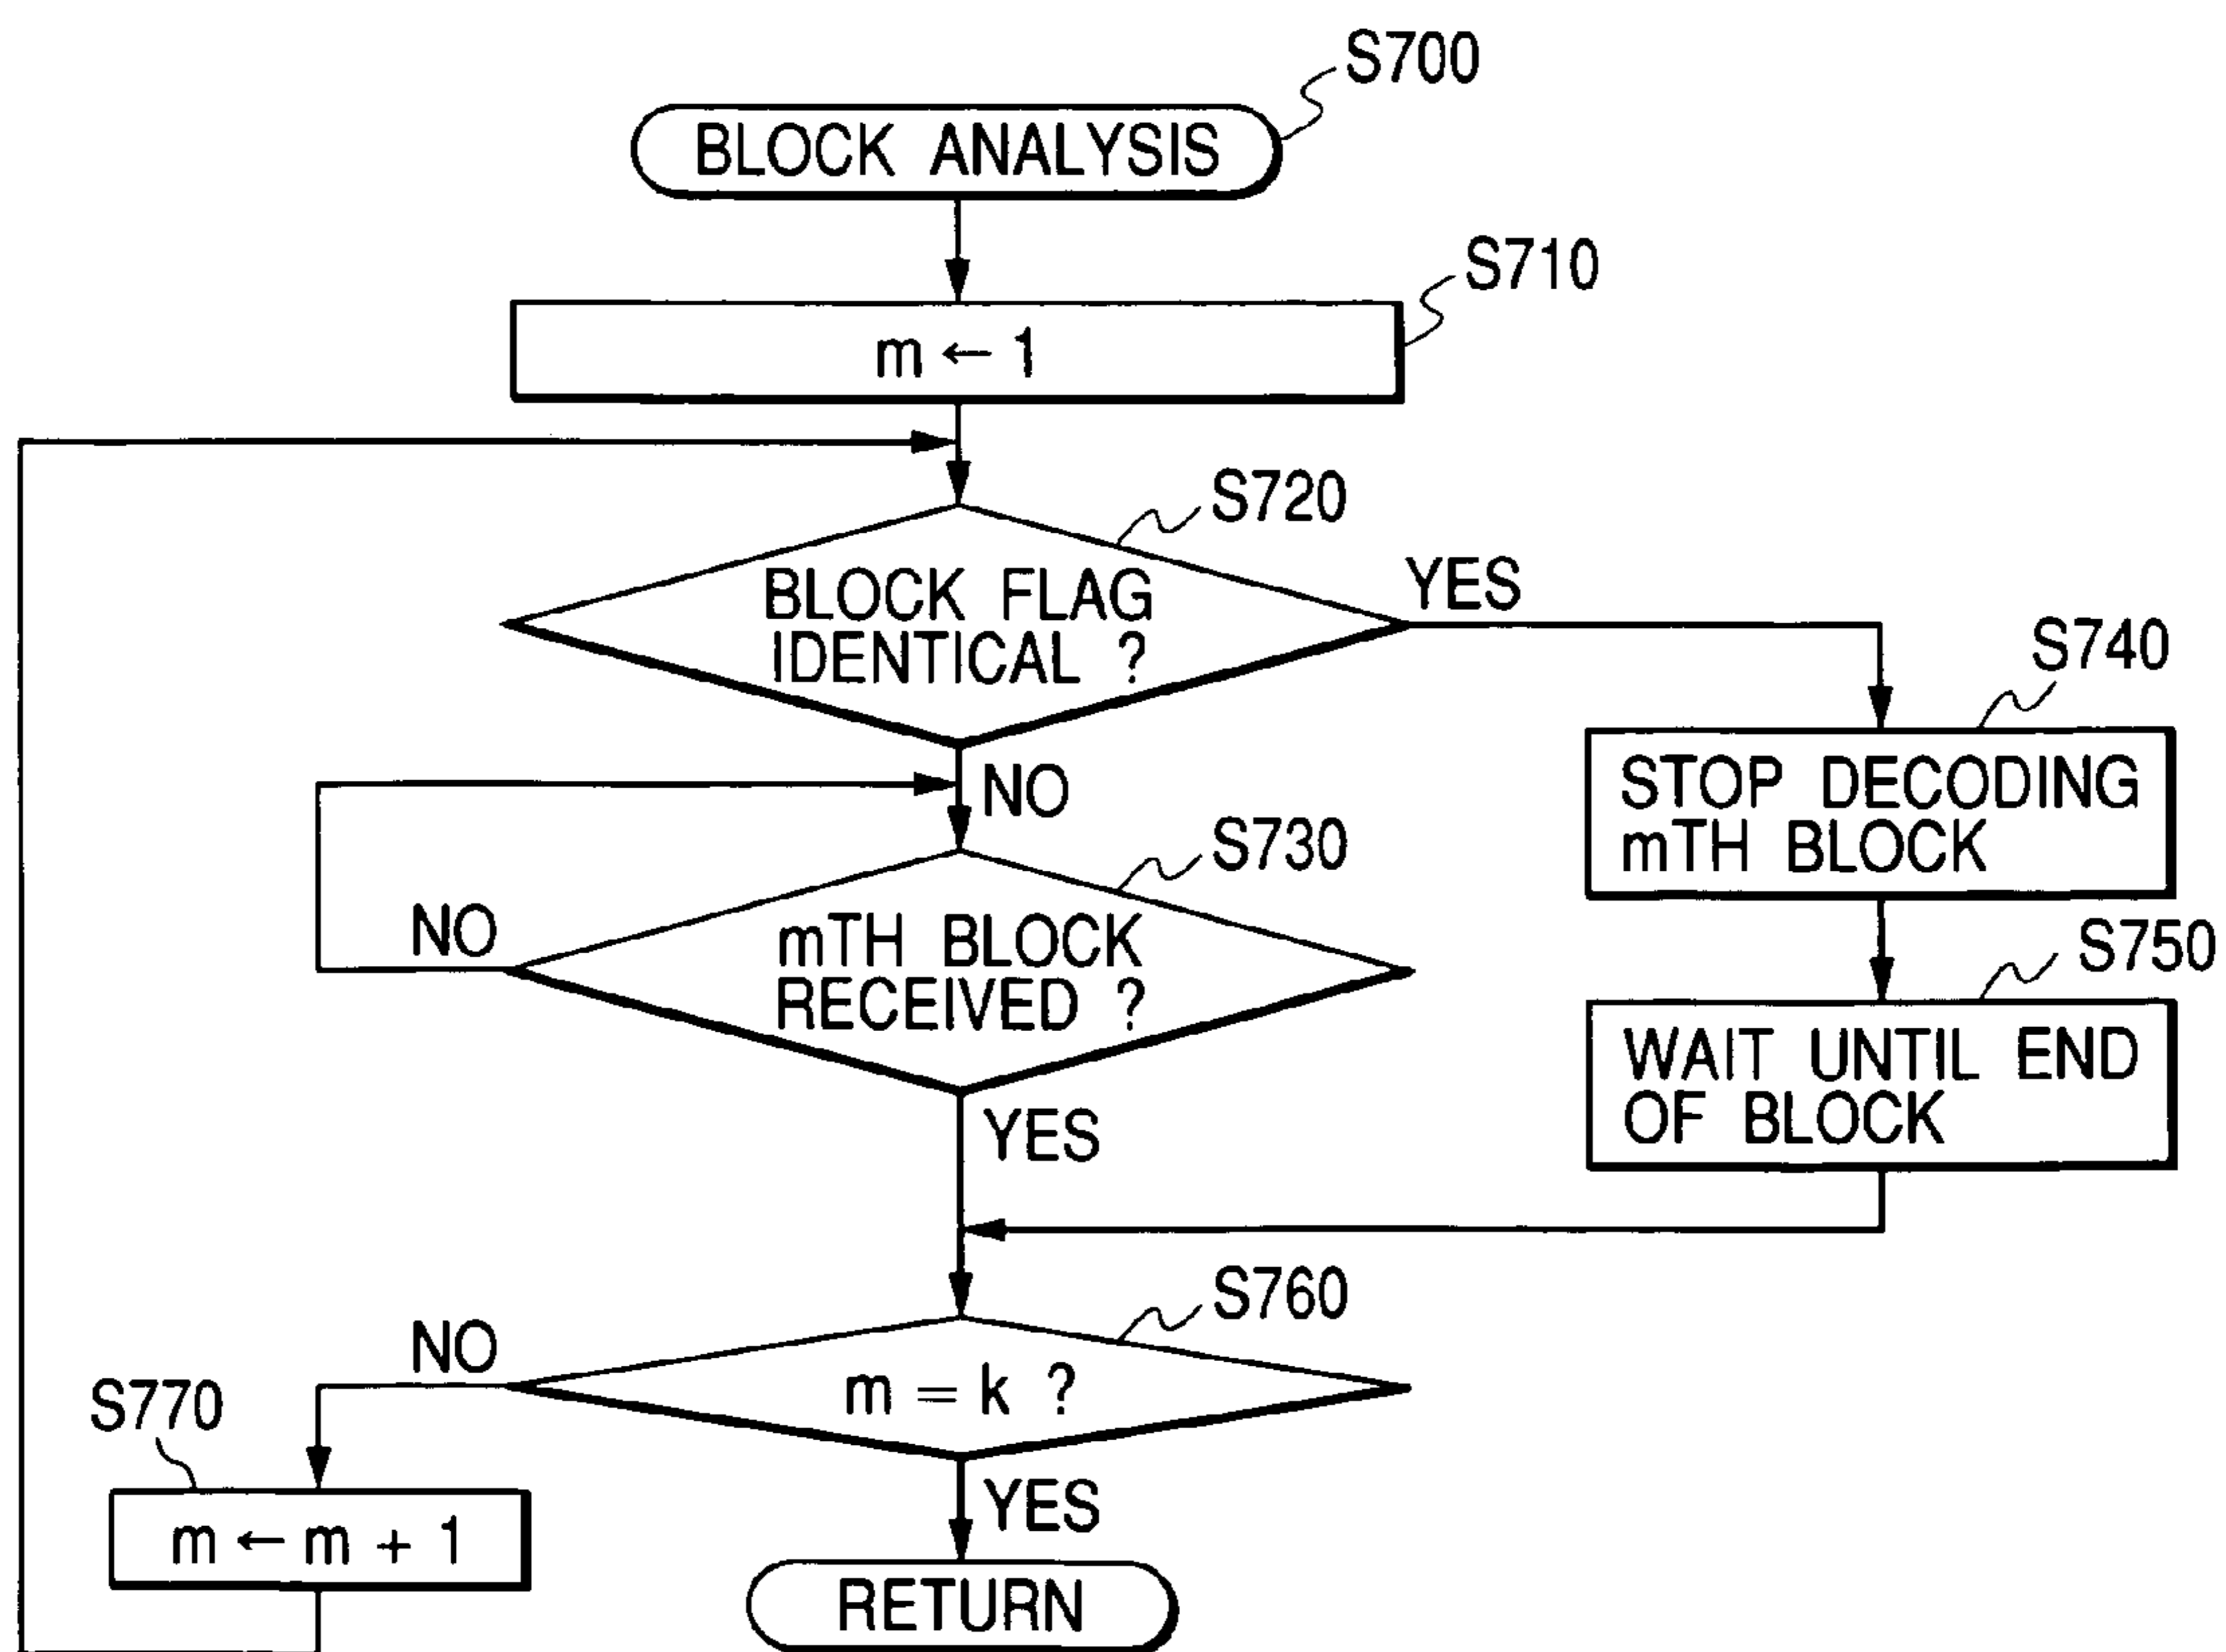 S700
BLOCK ANALYSIS
S710
m ← 1
S720
BLOCK FLAG
IDENTICAL ?
YES
NO
S730
mTH BLOCK
RECEIVED ?
NO
YES
S740
STOP DECODING
mTH BLOCK
S750
WAIT UNTIL END
OF BLOCK
S760
m = k ?
NO
YES
S770
m ← m + 1
RETURN